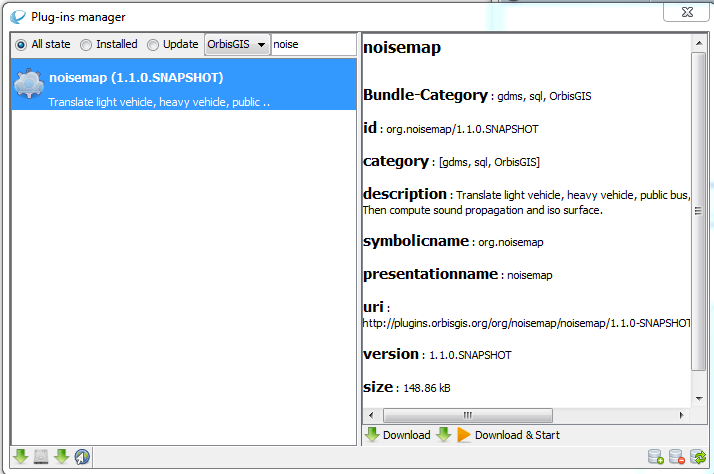 Plug-ins manager
All state Installed Update OrbisGIS noise
noisemap (1.1.0.SNAPSHOT)
Translate light vehicle, heavy vehicle, public ..
noisemap
Bundle-Category : gdms, sql, OrbisGIS
id : org.noisemap/1.1.0.SNAPSHOT
category : [gdms, sql, OrbisGIS]
description : Translate light vehicle, heavy vehicle, public bus,
Then compute sound propagation and iso surface.
symbolicname : org.noisemap
presentationname : noisemap
uri :
http://plugins.orbisgis.org/org/noisemap/noisemap/1.1.0-SNAPSHOT
version : 1.1.0.SNAPSHOT
size : 148.86 kB
Download Download & Start